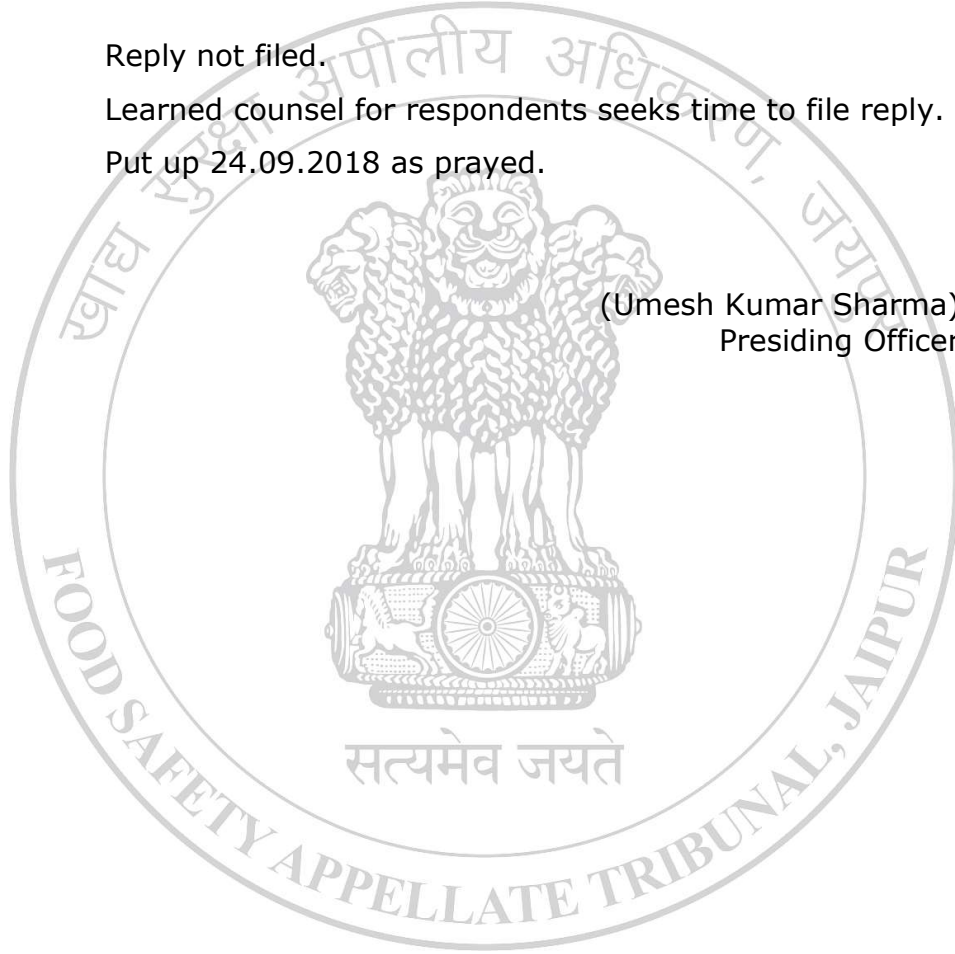 Reply not filed.
Learned counsel for respondents seeks time to file reply.
Put up 24.09.2018 as prayed.
(Umesh Kumar Sharma)
Presiding Officer
खाद्य सुरक्षा अपीलीय अधिकरण, जयपुर
सत्यमेव जयते
FOOD SAFETY APPELLATE TRIBUNAL, JAIPUR